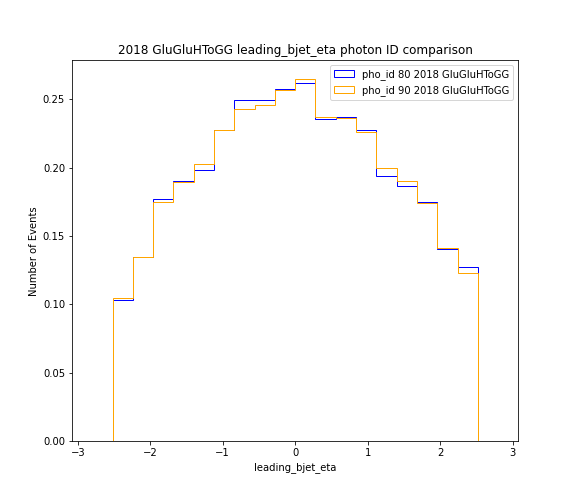 2018 GluGluHToGG leading_bjet_eta photon ID comparison
pho_id 80 2018 GluGluHToGG
pho_id 90 2018 GluGluHToGG
Number of Events
0.25
0.20
0.15
0.10
0.05
0.00
−3
−2
−1
0
1
2
3
leading_bjet_eta